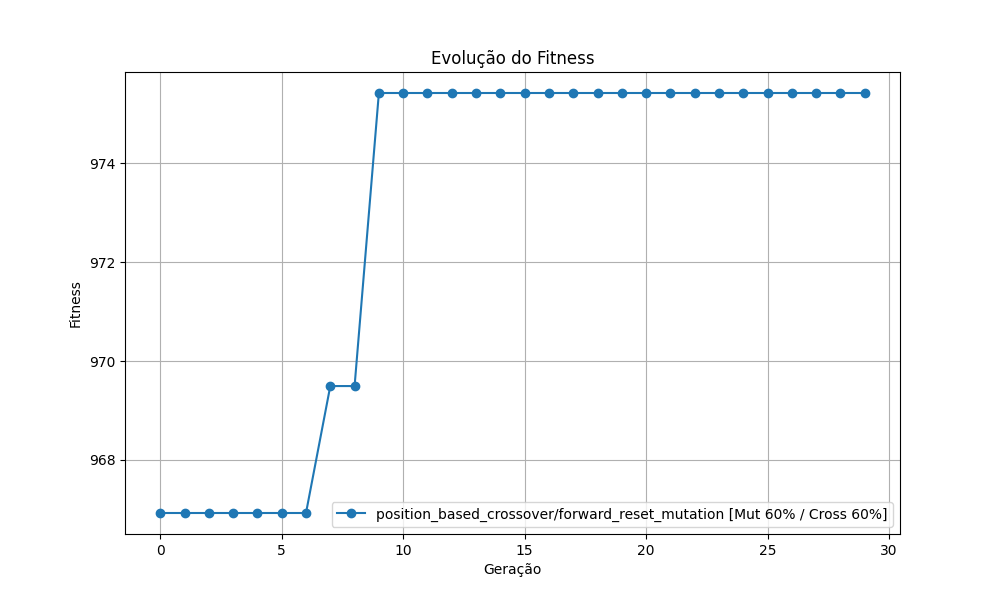 Evolução do Fitness
Fitness
974
972
970
968
position_based_crossover/forward_reset_mutation [Mut 60% / Cross 60%]
0 5 10 15 20 25 30
Geração